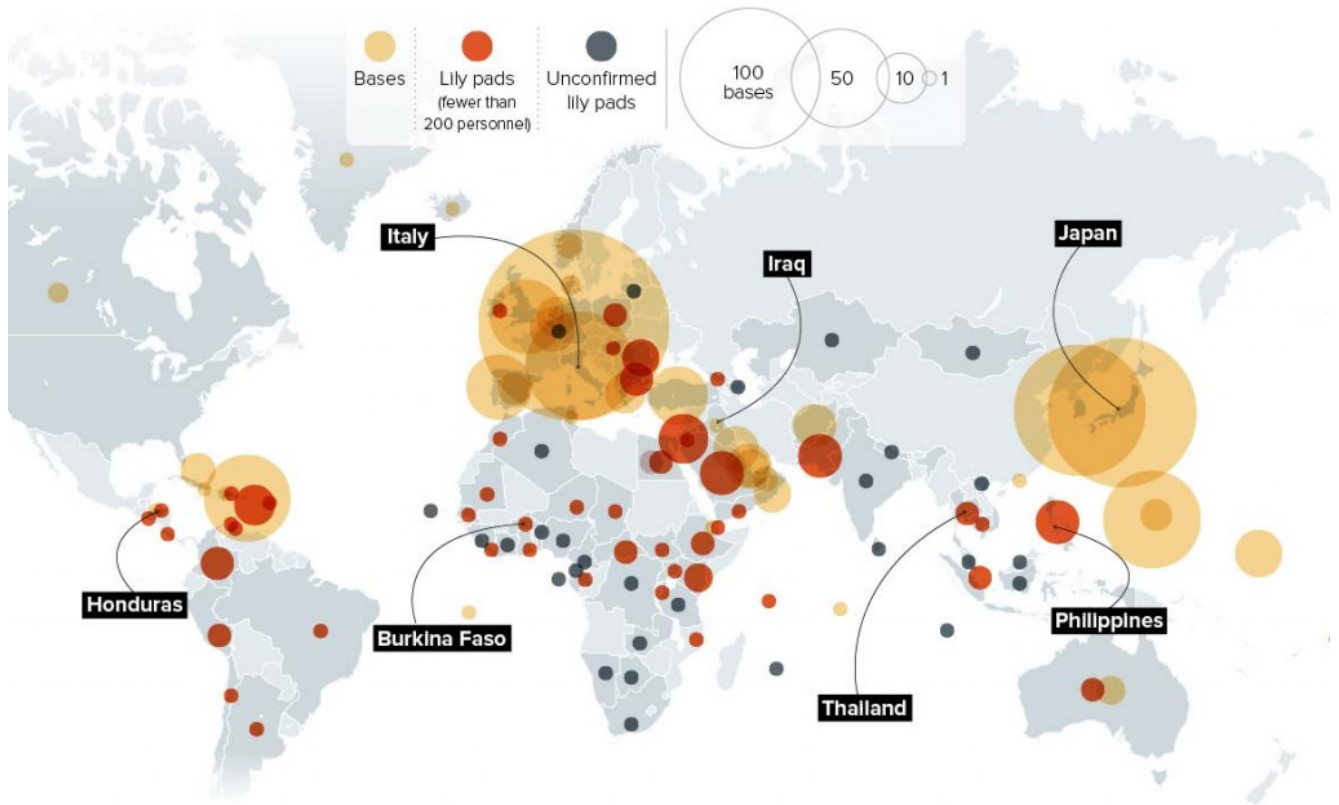 Bases
Lily pads
(fewer than
200 personnel)
Unconfirmed
lily pads
100
bases
50
10
1
Italy
Iraq
Japan
Honduras
Burkina Faso
Thailand
Philippines